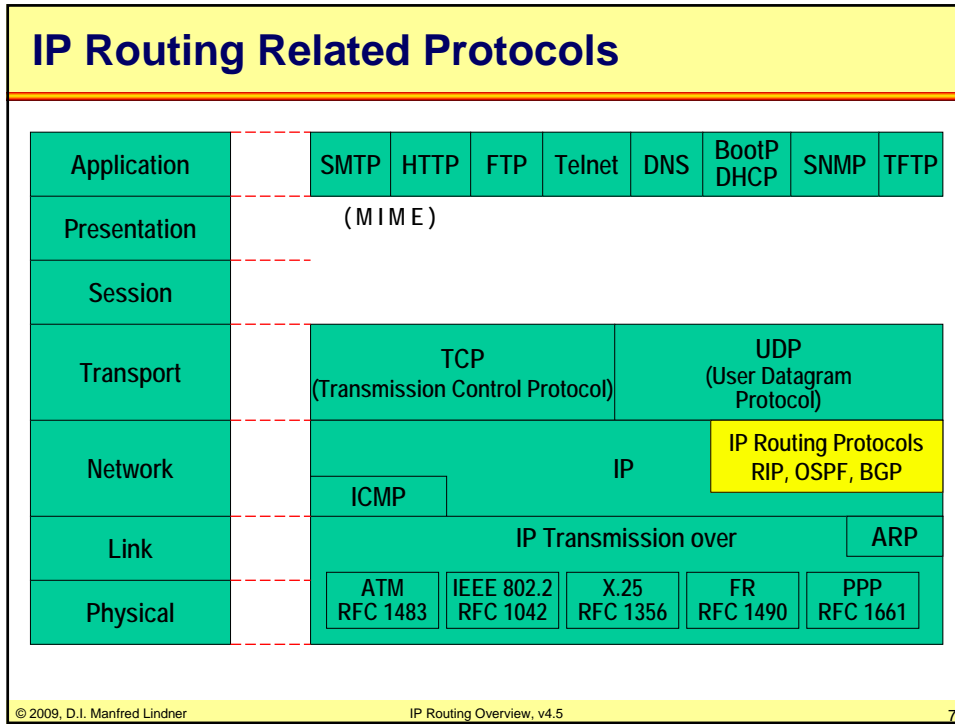 IP Routing Related Protocols
Application
SMTP
HTTP
FTP
Telnet
DNS
BootP
DHCP
SNMP
TFTP
Presentation
(MIME)
Session
Transport
TCP
(Transmission Control Protocol)
UDP
(User Datagram
Protocol)
Network
IP
IP Routing Protocols
RIP, OSPF, BGP
ICMP
Link
IP Transmission over
ARP
Physical
ATM
RFC 1483
IEEE 802.2
RFC 1042
X.25
RFC 1356
FR
RFC 1490
PPP
RFC 1661
© 2009, D.I. Manfred Lindner
IP Routing Overview, v4.5
7